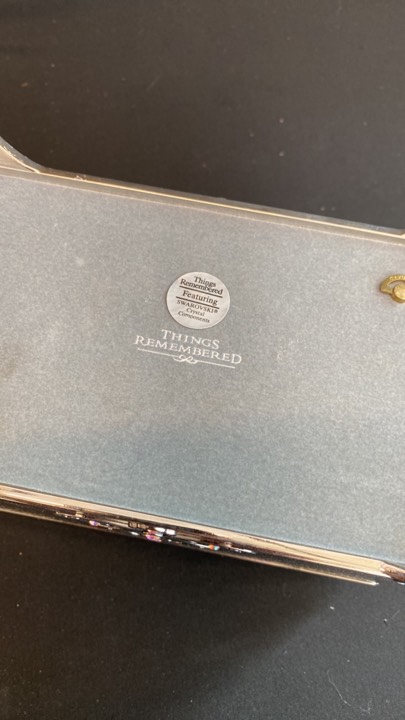 Things
Remembered
Featuring
SWAROVSKI®
Crystal
Components
THINGS
REMEMBERED